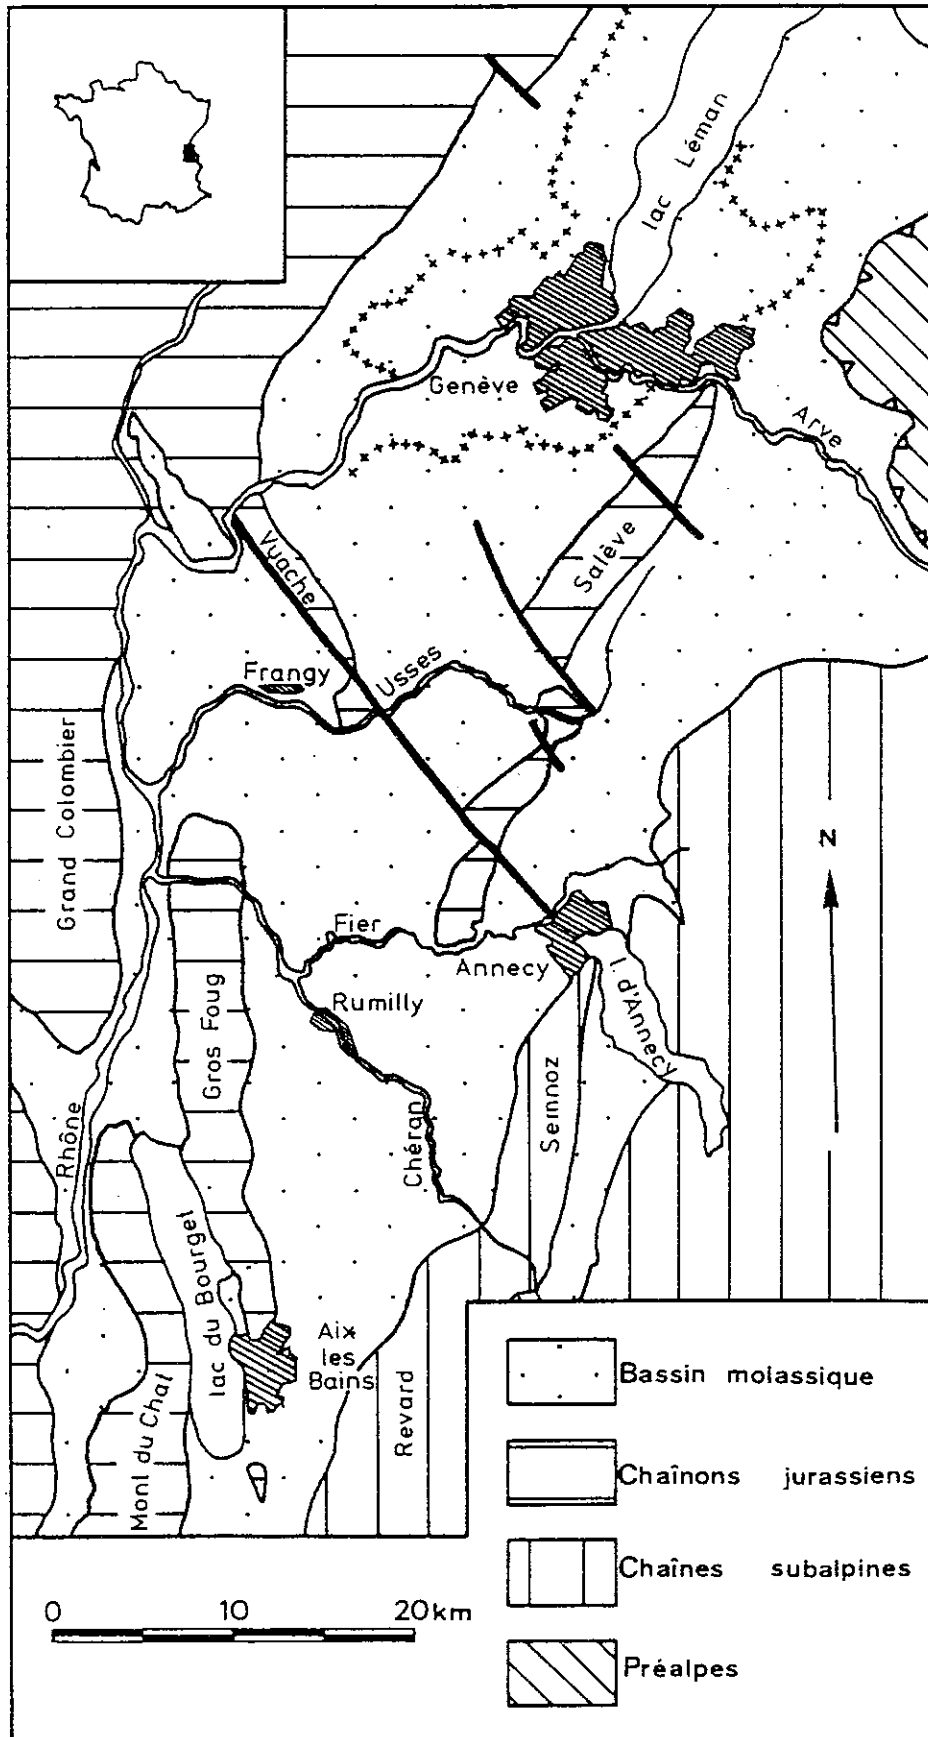 lac Léman
Genève
Arve
Vuache
Salève
Frangy
Usses
Grand Colombier
N
Fier
Annecy
l. d'Annecy
Rumilly
Gros Foug
Semnoz
Rhône
Chéran
lac du Bourget
Aix
les
Bains
Revard
Mont du Chat
Bassin molassique
Chaînons jurassiens
Chaînes subalpines
Préalpes
0 10 20 km